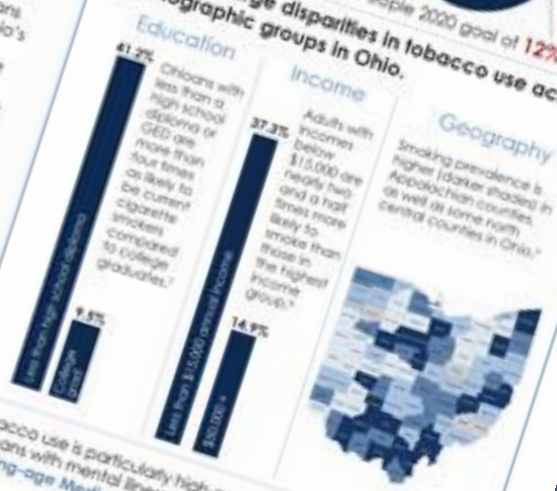 ople 2020 goal of 12%
ge disparities in tobacco use ac
ographic groups in Ohio.
Education
41.2%
Ohioans with
less than a
high school
diploma or
GED are
more than
four times
as likely to
be current
cigarette
smokers
compared
to college
graduates.
Less than high school diploma
9.5%
College
grad
Income
37.3%
Adults with
incomes
below
$15,000 are
nearly two
and a half
times more
likely to
smoke than
those in
the highest
income
group.
Less than $15,000 annual income
14.9%
$50,000 +
Geography
Smoking prevalence is
higher (darker shaded) in
Appalachian counties,
as well as some north
central counties in Ohio.
acco use is particularly high
ans with mental illness
ng-age Med